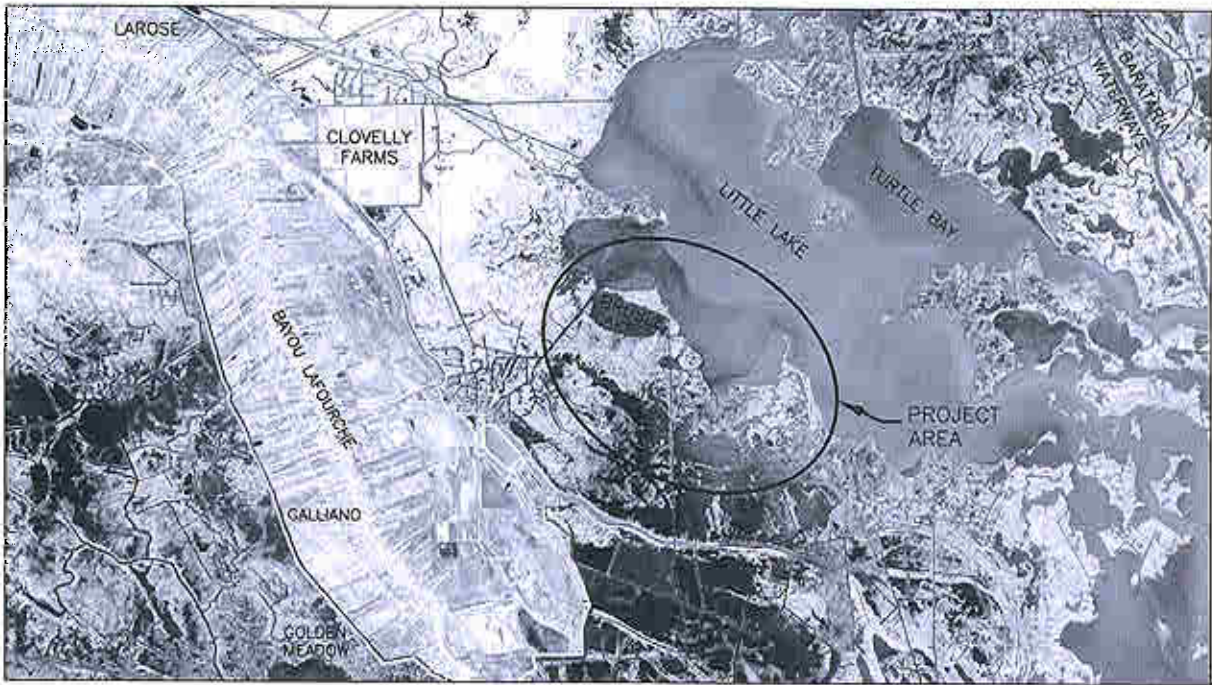 LAROSE
CLOVELLY
FARMS
BARATARIA
WATERWAYS
TURTLE BAY
LITTLE LAKE
BAYOU LAFOURCHE
PROJECT
AREA
GALLIANO
GOLDEN
MEADOW